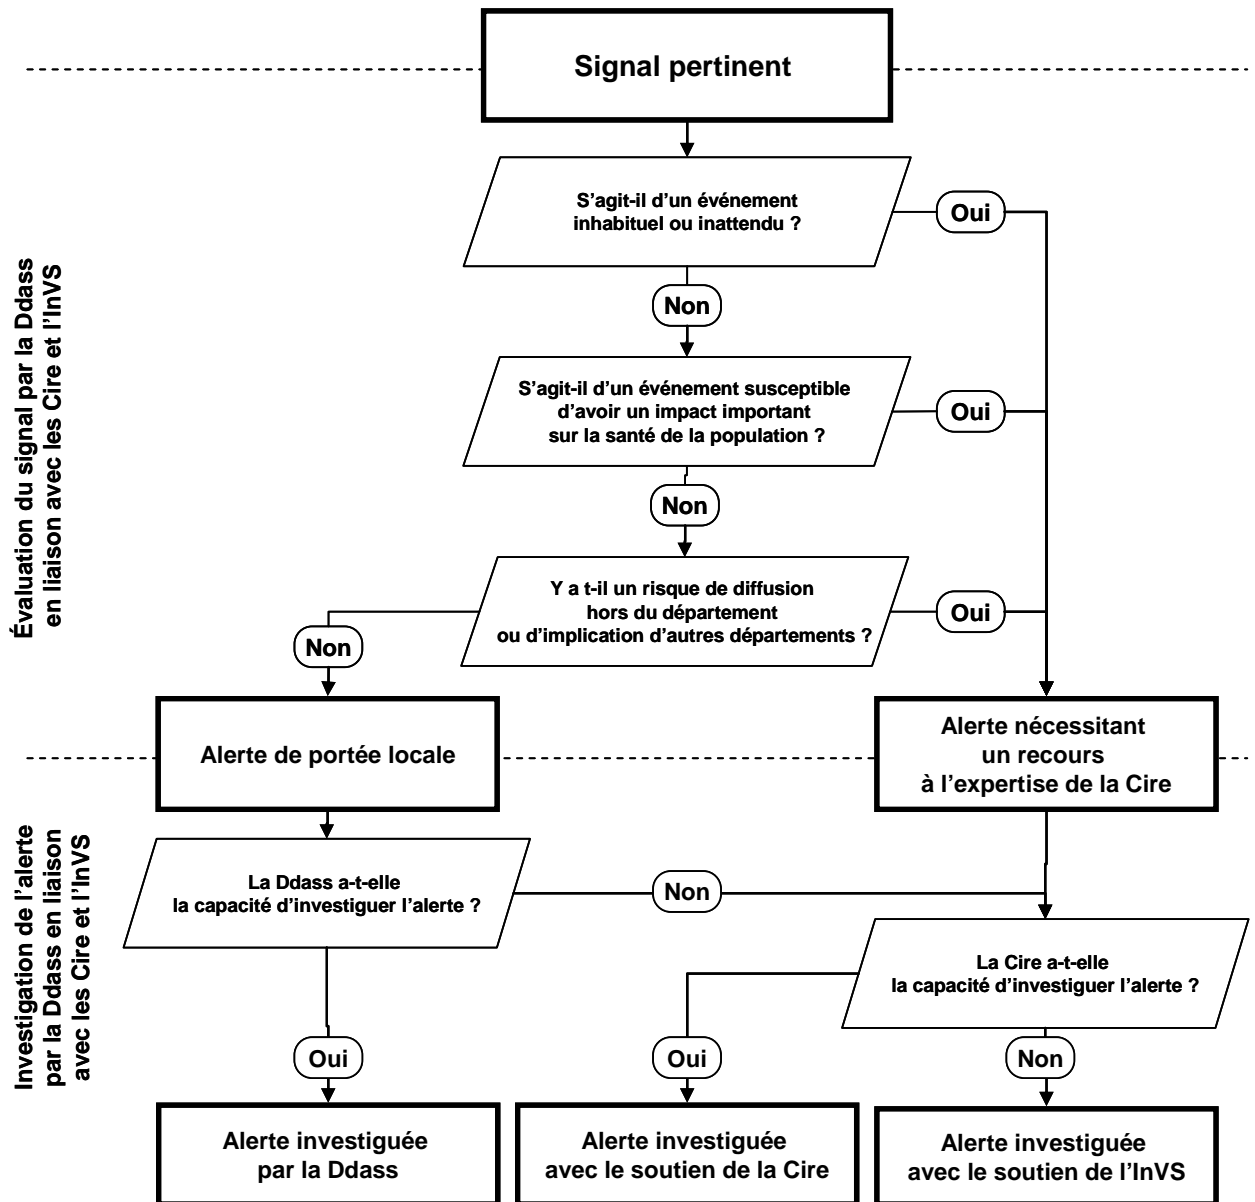 Signal pertinent
S'agit-il d'un événement
inhabituel ou inattendu ?
Oui
Non
S'agit-il d'un événement susceptible
d'avoir un impact important
sur la santé de la population ?
Oui
Non
Y a t-il un risque de diffusion
hors du département
ou d'implication d'autres départements ?
Oui
Non
Évaluation du signal par la Ddass
en liaison avec les Cire et l'InVS
Alerte de portée locale
Alerte nécessitant
un recours
à l'expertise de la Cire
Investigation de l'alerte
par la Ddass en liaison
avec les Cire et l'InVS
La Ddass a-t-elle
la capacité d'investiguer l'alerte ?
Non
La Cire a-t-elle
la capacité d'investiguer l'alerte ?
Oui
Oui
Non
Alerte investiguée
par la Ddass
Alerte investiguée
avec le soutien de la Cire
Alerte investiguée
avec le soutien de l'InVS